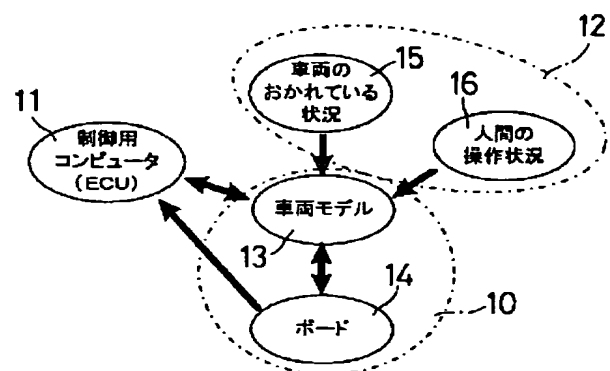 12
15
車両の
おかれている
状況
16
人間の
操作状況
11
制御用
コンピュータ
(ECU)
車両モデル
13
14
ボード
10